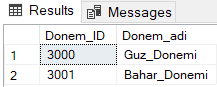 Results Messages
Donem_ID Donem_adi
1 3000 Guz_Donemi
2 3001 Bahar_Donemi